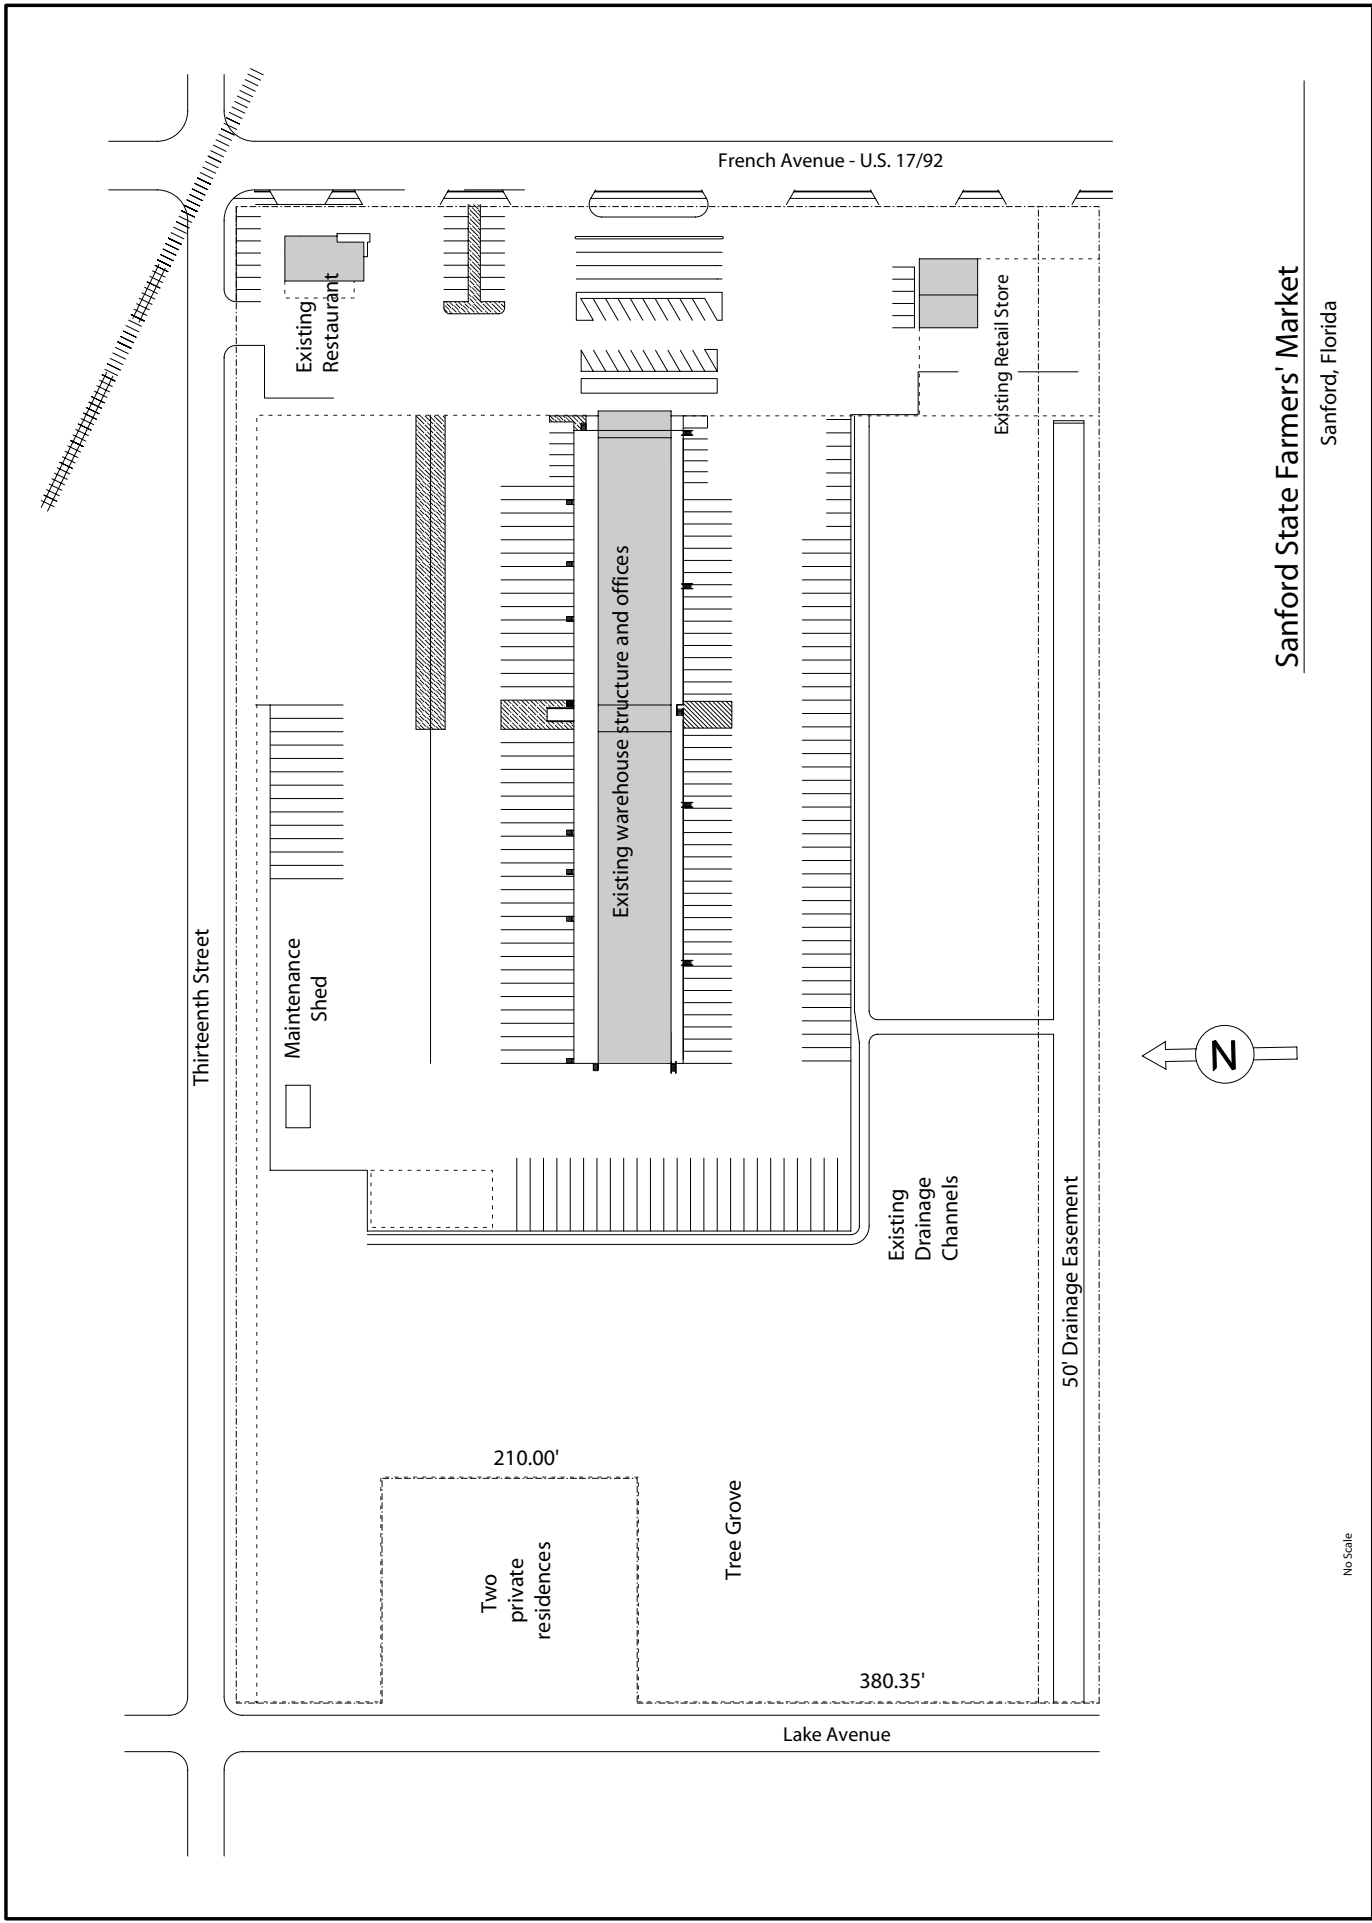 French Avenue - U.S. 17/92
Existing
Restaurant
Existing Retail Store
Existing warehouse structure and offices
Thirteenth Street
Maintenance
Shed
Existing
Drainage
Channels
50' Drainage Easement
210.00'
Two
private
residences
Tree Grove
380.35'
Lake Avenue
N
Sanford State Farmers' Market
Sanford, Florida
No Scale